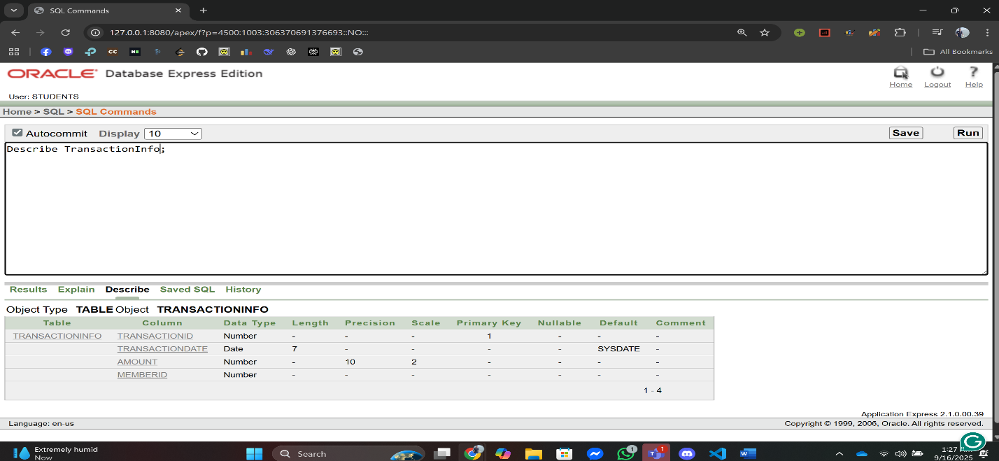 SQL Commands
127.0.0.1:8080/apex/f?p=4500:1003:306370691376693::NO:::
All Bookmarks
ORACLE Database Express Edition
Home Logout Help
User: STUDENTS
Home > SQL > SQL Commands
Autocommit Display 10 Save Run
Describe TransactionInfo;
Results Explain Describe Saved SQL History
Object Type TABLE Object TRANSACTIONINFO
Table Column Data Type Length Precision Scale Primary Key Nullable Default Comment
TRANSACTIONINFO TRANSACTIONID Number - - - 1 - - -
TRANSACTIONDATE Date 7 - - - - SYSDATE -
AMOUNT Number - 10 2 - - - -
MEMBERID Number - - - - - - -
1 - 4
Application Express 2.1.0.00.39
Language: en-us Copyright © 1999, 2006, Oracle. All rights reserved.
Extremely humid
Now
Search
1
1
1:27
9/16/2025